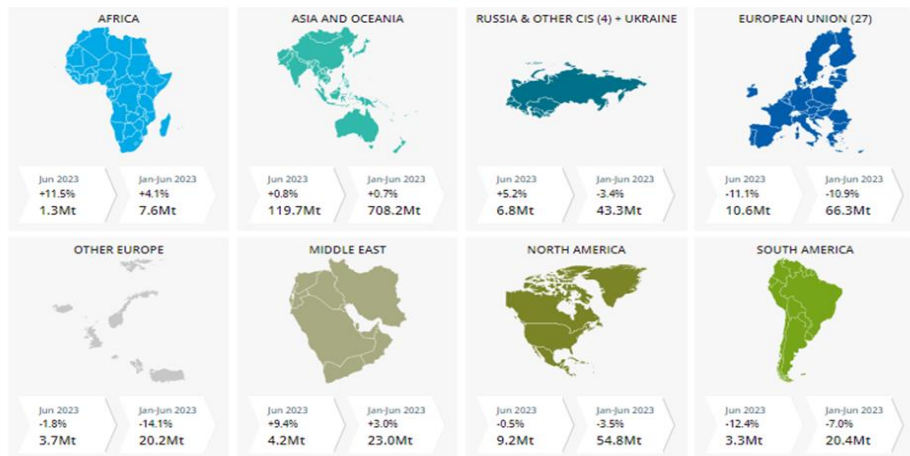 AFRICA
Jun 2023
+11.5%
1.3Mt
Jan-Jun 2023
+4.1%
7.6Mt
ASIA AND OCEANIA
Jun 2023
+0.8%
119.7Mt
Jan-Jun 2023
+0.7%
708.2Mt
RUSSIA & OTHER CIS (4) + UKRAINE
Jun 2023
+5.2%
6.8Mt
Jan-Jun 2023
-3.4%
43.3Mt
EUROPEAN UNION (27)
Jun 2023
-11.1%
10.6Mt
Jan-Jun 2023
-10.9%
66.3Mt
OTHER EUROPE
Jun 2023
-1.8%
3.7Mt
Jan-Jun 2023
-14.1%
20.2Mt
MIDDLE EAST
Jun 2023
+9.4%
4.2Mt
Jan-Jun 2023
+3.0%
23.0Mt
NORTH AMERICA
Jun 2023
-0.5%
9.2Mt
Jan-Jun 2023
-3.5%
54.8Mt
SOUTH AMERICA
Jun 2023
-12.4%
3.3Mt
Jan-Jun 2023
-7.0%
20.4Mt